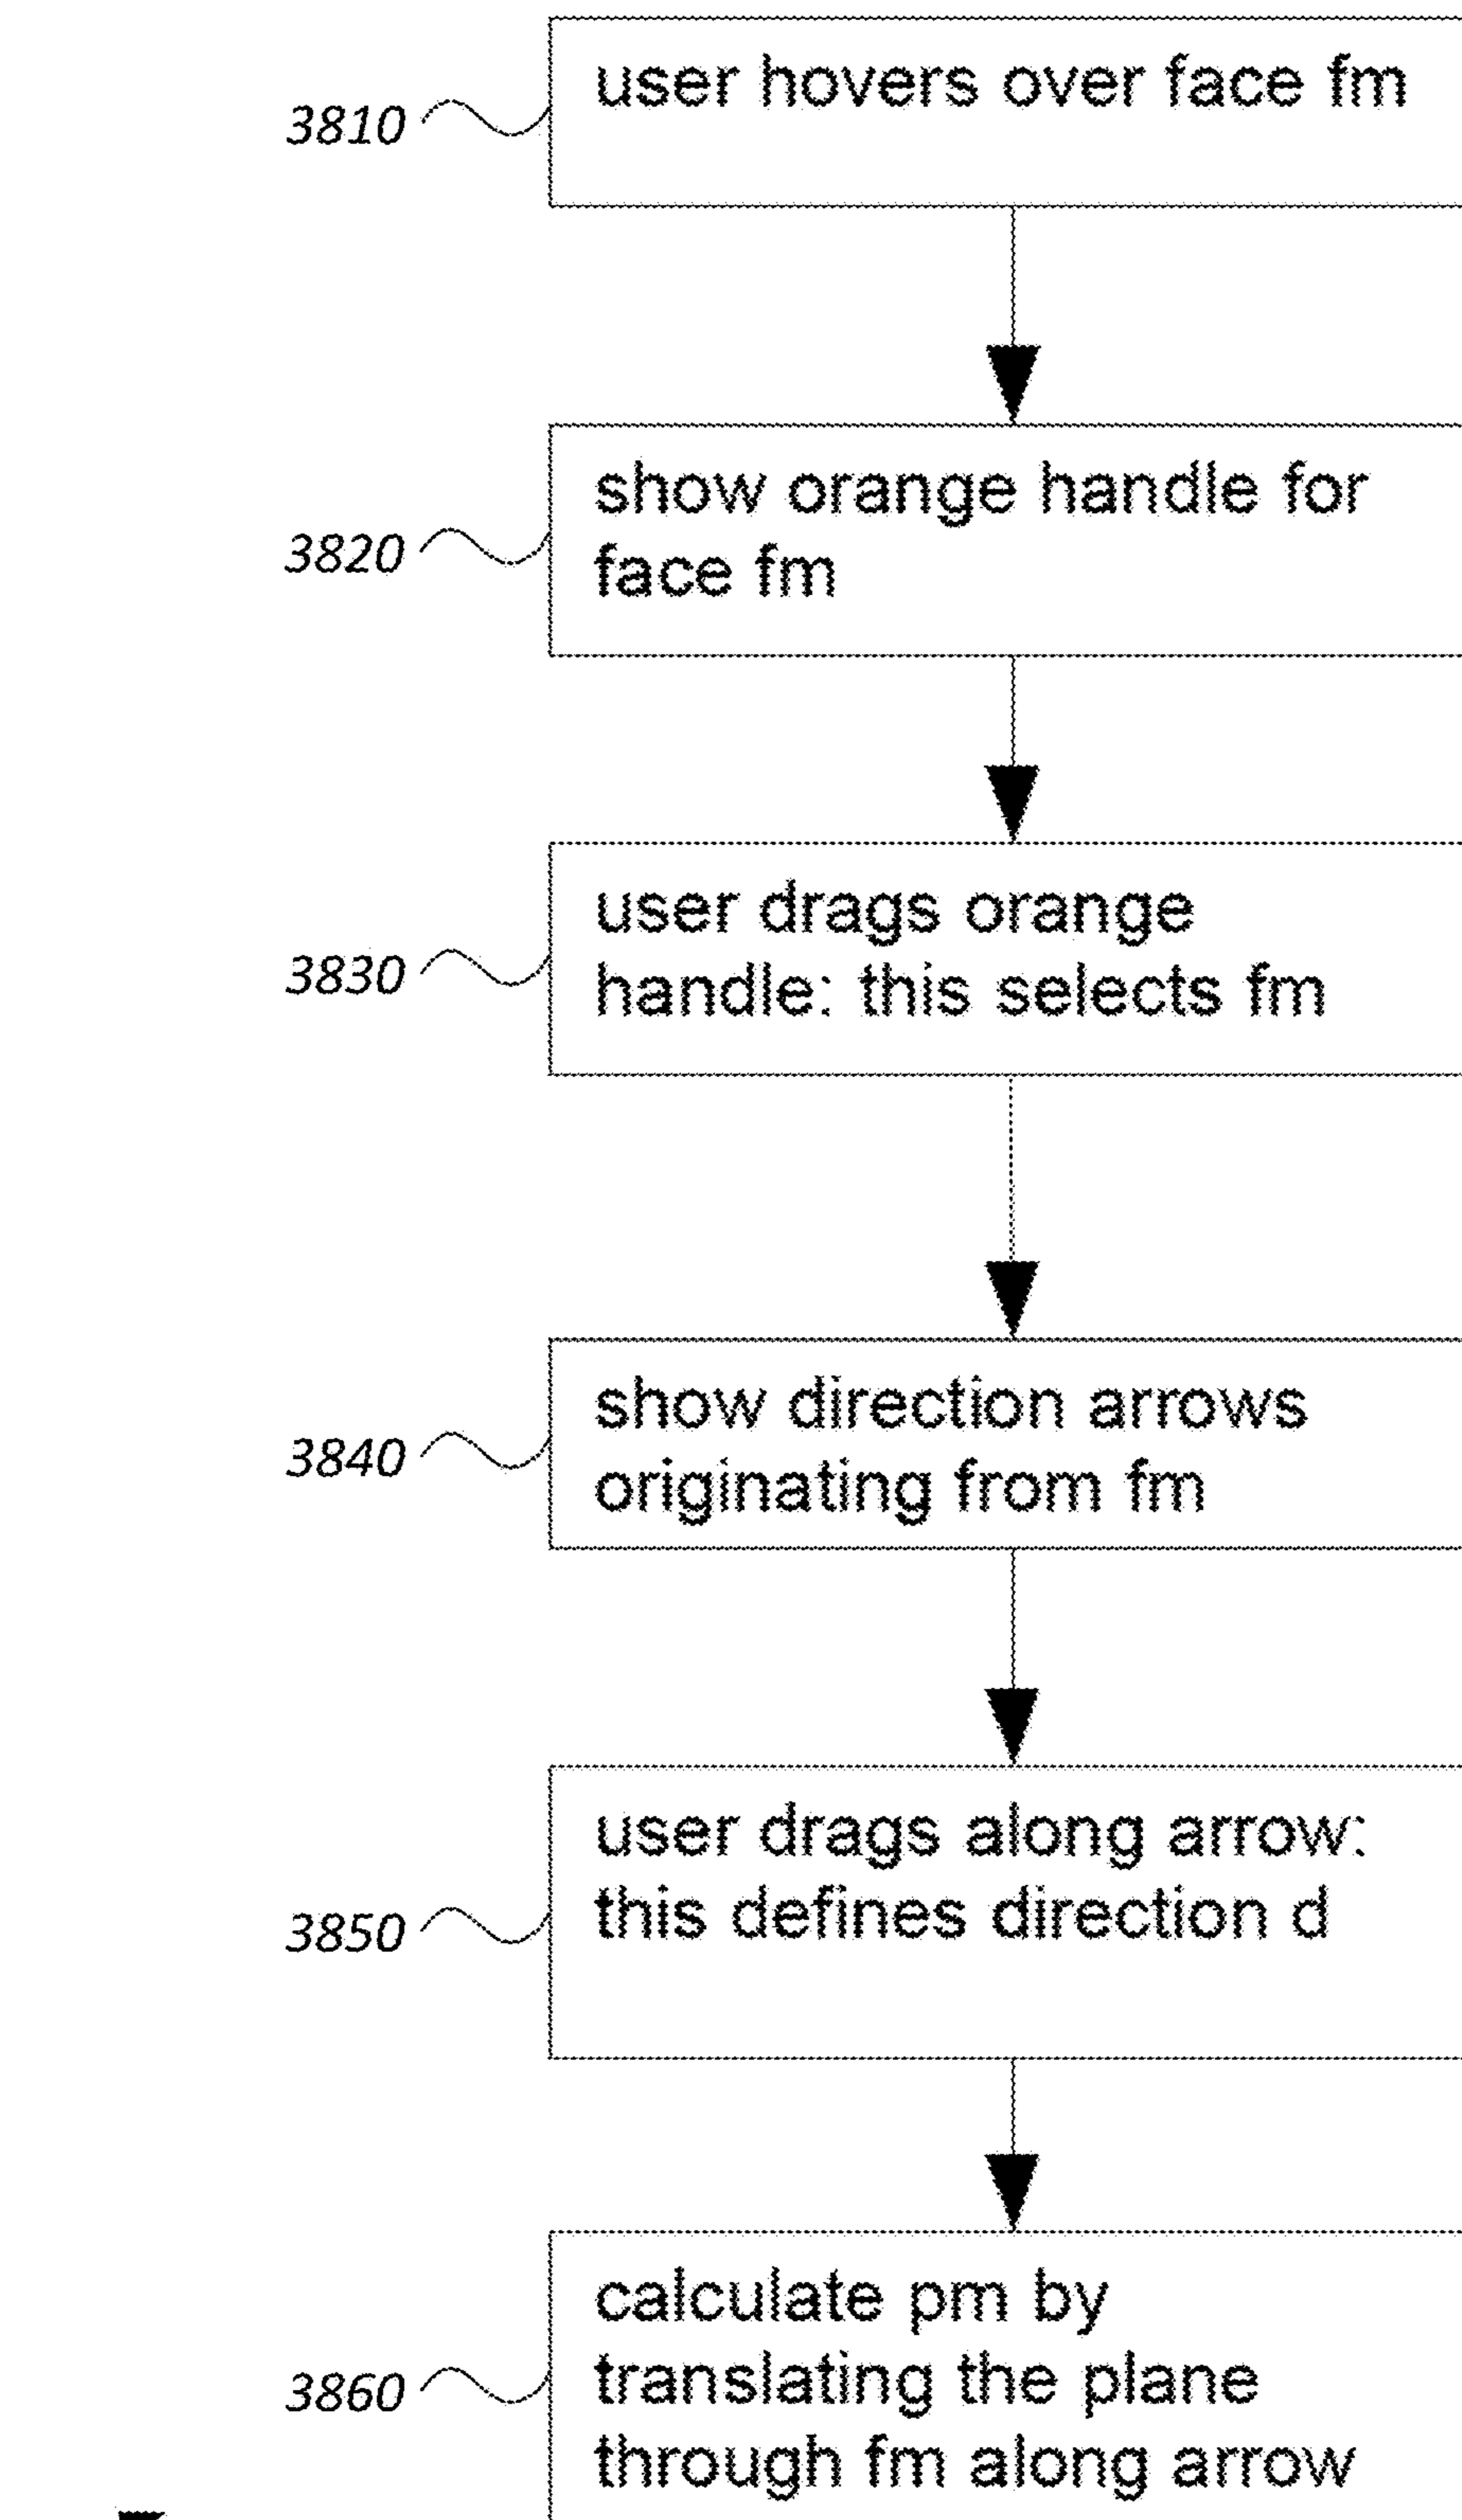 3810
user hovers over face fm
3820
show orange handle for
face fm
3830
user drags orange
handle: this selects fm
3840
show direction arrows
originating from fm
3850
user drags along arrow:
this defines direction d
3860
calculate pm by
translating the plane
through fm along arrow